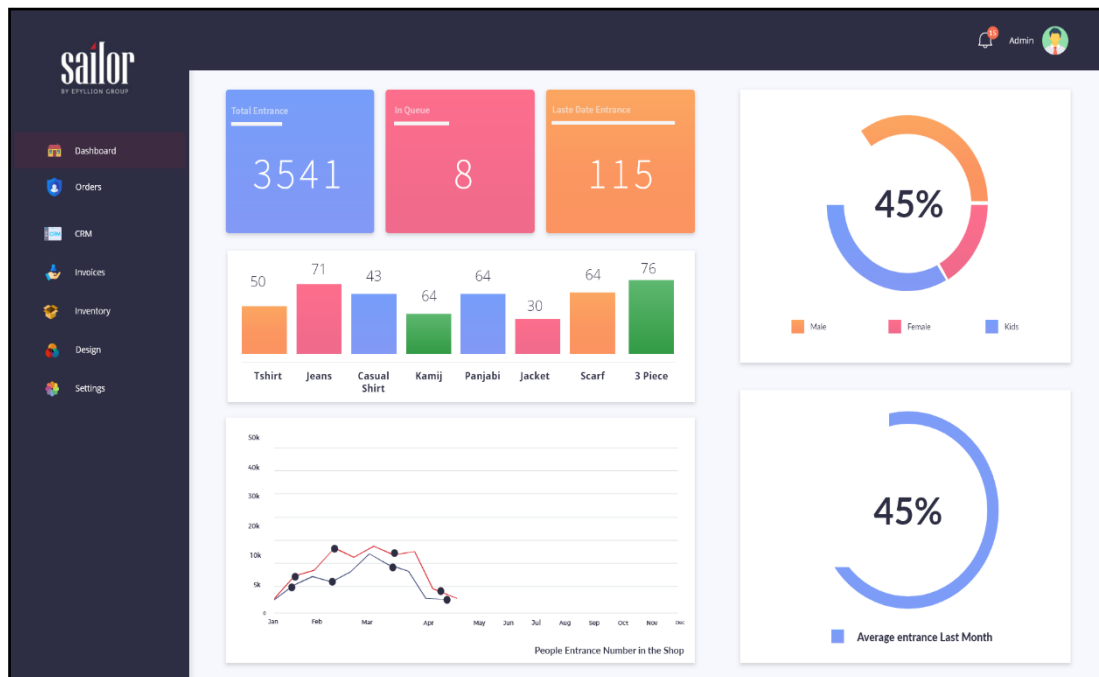 sailor
BY EPYLLION GROUP
15
Admin
Dashboard
Orders
CRM
Invoices
Inventory
Design
Settings
Total Entrance
3541
In Queue
8
Laste Date Entrance
115
50
71
43
64
64
30
64
76
Tshirt
Jeans
Casual
Shirt
Kamij
Panjabi
Jacket
Scarf
3 Piece
50k
40k
30k
20k
10k
5k
0
Jan
Feb
Mar
Apr
May
Jun
Jul
Aug
Sep
Oct
Nov
Dec
People Entrance Number in the Shop
45%
Male
Female
Kids
45%
Average entrance Last Month